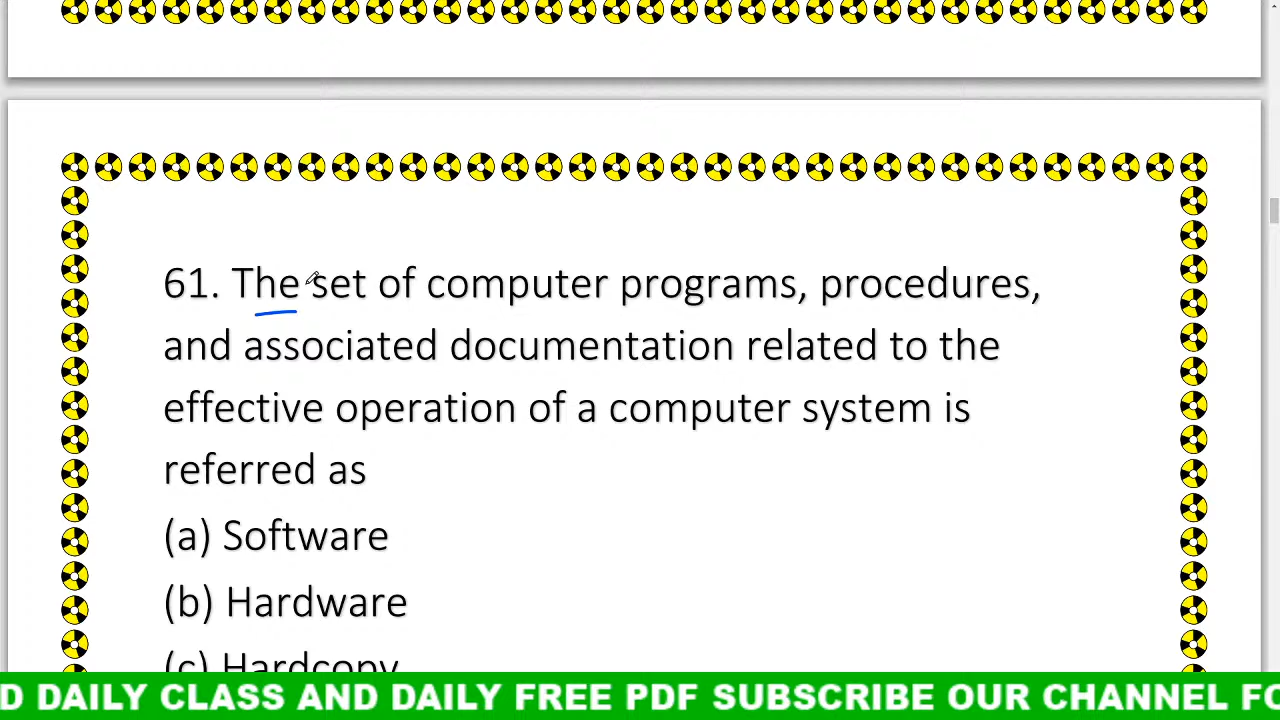 61. The set of computer programs, procedures,
and associated documentation related to the
effective operation of a computer system is
referred as
(a) Software
(b) Hardware
(c) Hardcopy
D DAILY CLASS AND DAILY FREE PDF SUBSCRIBE OUR CHANNEL FO